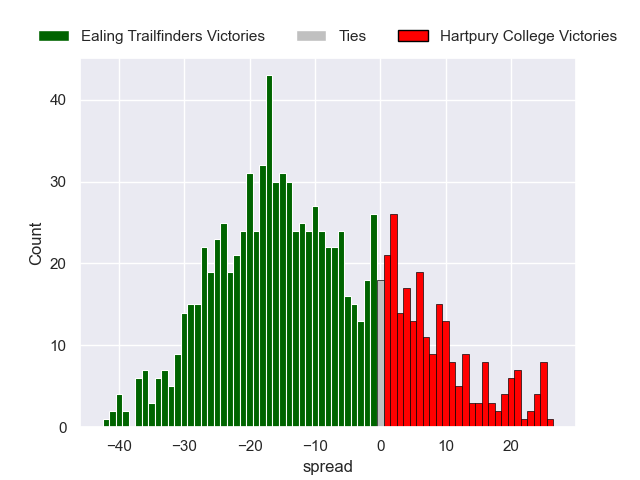 Ealing Trailfinders Victories Ties Hartpury College Victories
40
30
20
10
0
Count
−40 −30 −20 −10 0 10 20
spread